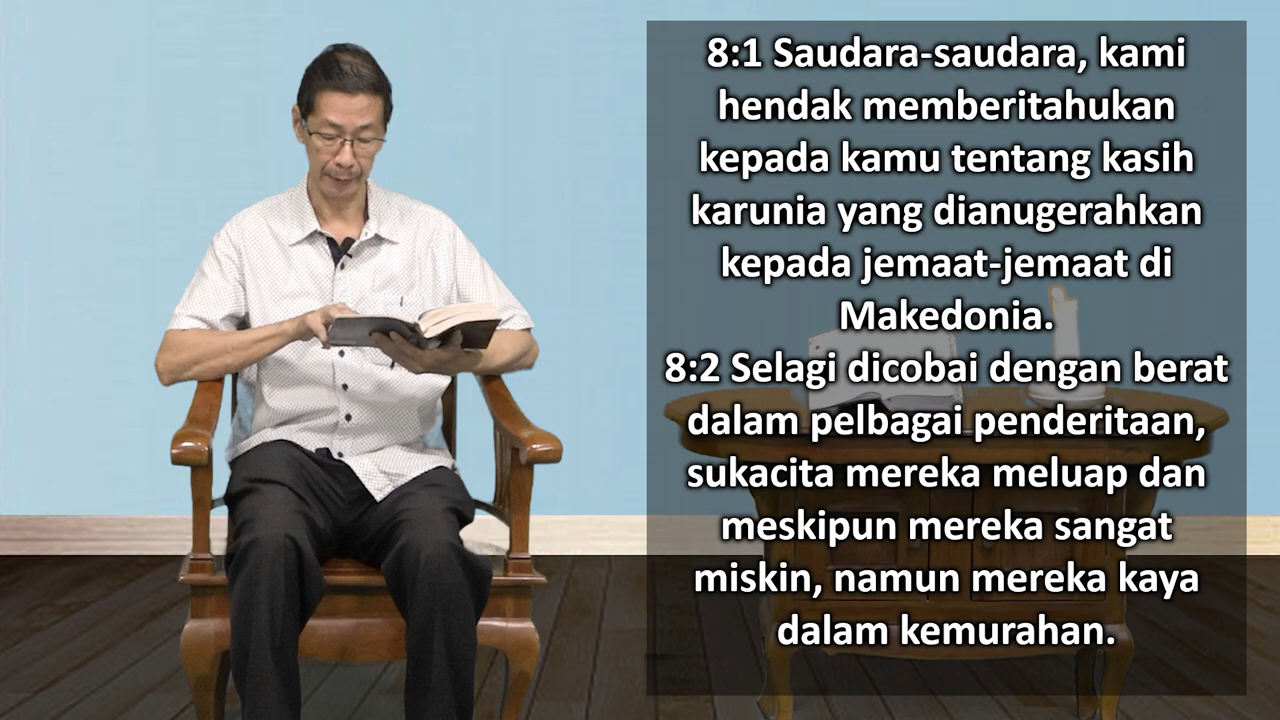 8:1 Saudara-saudara, kami
hendak memberitahukan
kepada kamu tentang kasih
karunia yang dianugerahkan
kepada jemaat-jemaat di
Makedonia.
8:2 Selagi dicobai dengan berat
dalam pelbagai penderitaan,
sukacita mereka meluap dan
meskipun mereka sangat
miskin, namun mereka kaya
dalam kemurahan.